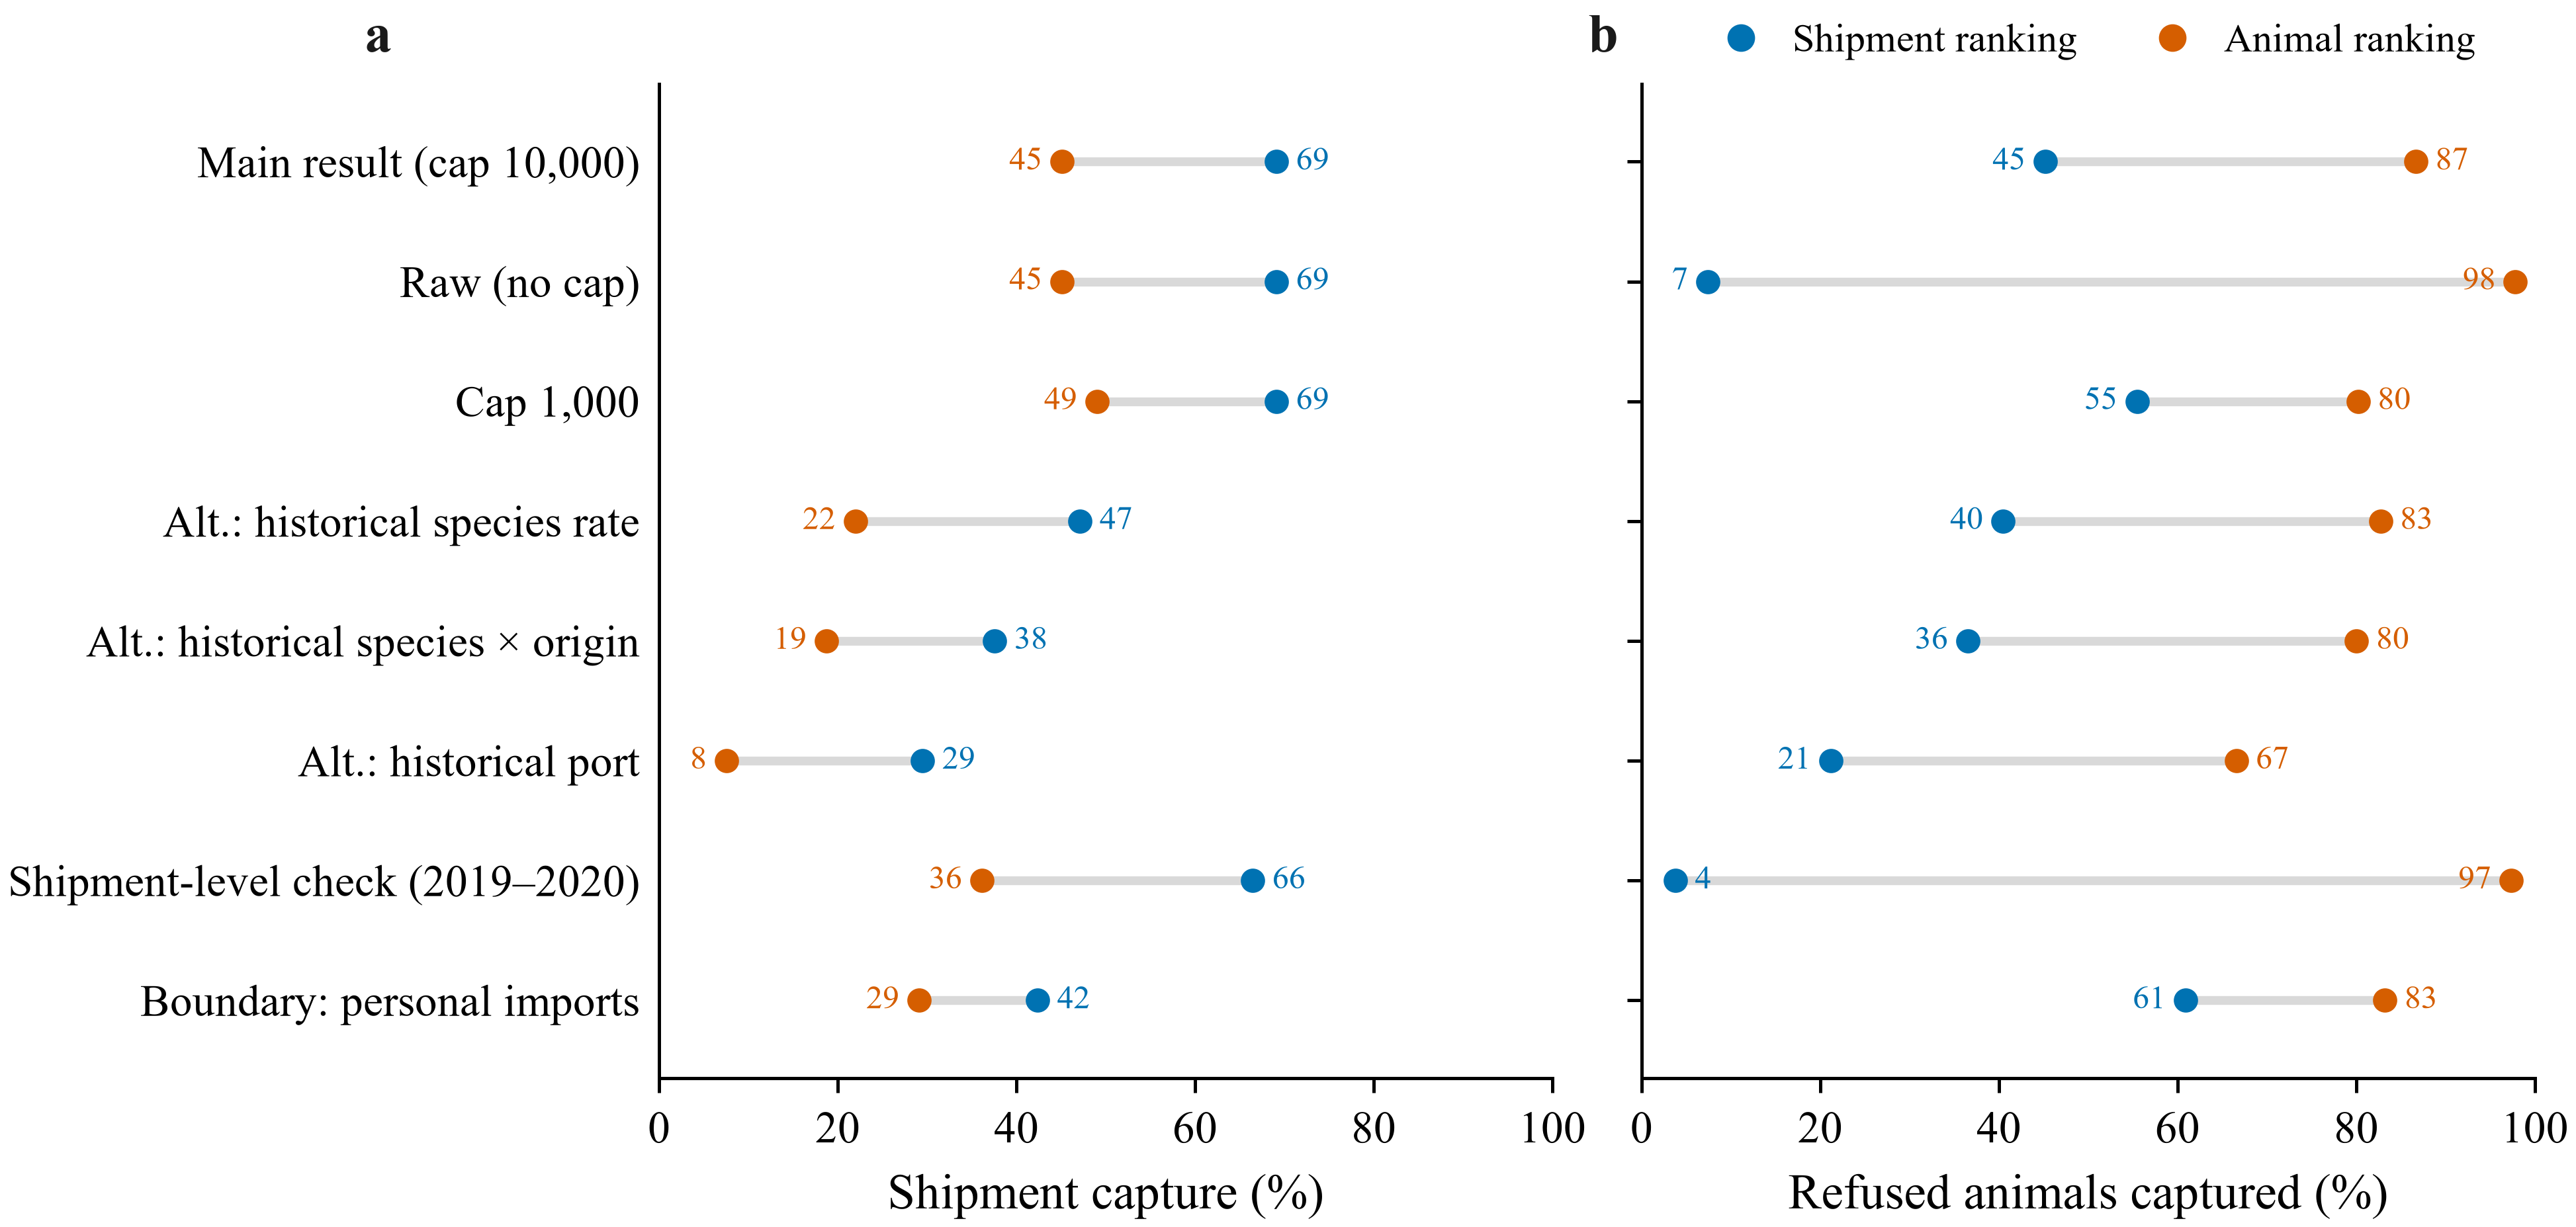 a
b
Shipment ranking
Animal ranking
Main result (cap 10,000)
45
69
45
87
Raw (no cap)
45
69
7
98
Cap 1,000
49
69
55
80
Alt.: historical species rate
22
47
40
83
Alt.: historical species × origin
19
38
36
80
Alt.: historical port
8
29
21
67
Shipment-level check (2019–2020)
36
66
4
97
Boundary: personal imports
29
42
61
83
0 20 40 60 80 100
0 20 40 60 80 100
Shipment capture (%)
Refused animals captured (%)